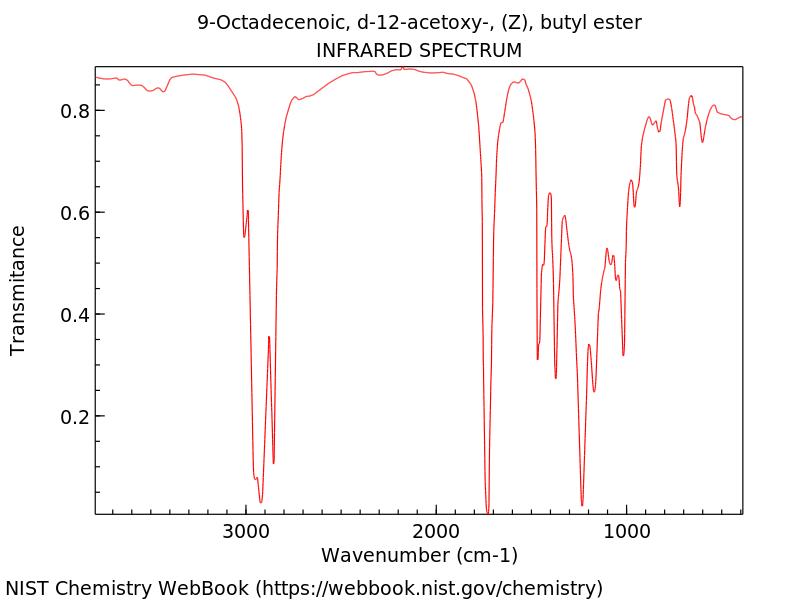 9-Octadecenoic, d-12-acetoxy-, (Z), butyl ester
INFRARED SPECTRUM
0.8
0.6
0.4
0.2
Transmitance
3000
2000
1000
Wavenumber (cm-1)
NIST Chemistry WebBook (https://webbook.nist.gov/chemistry)